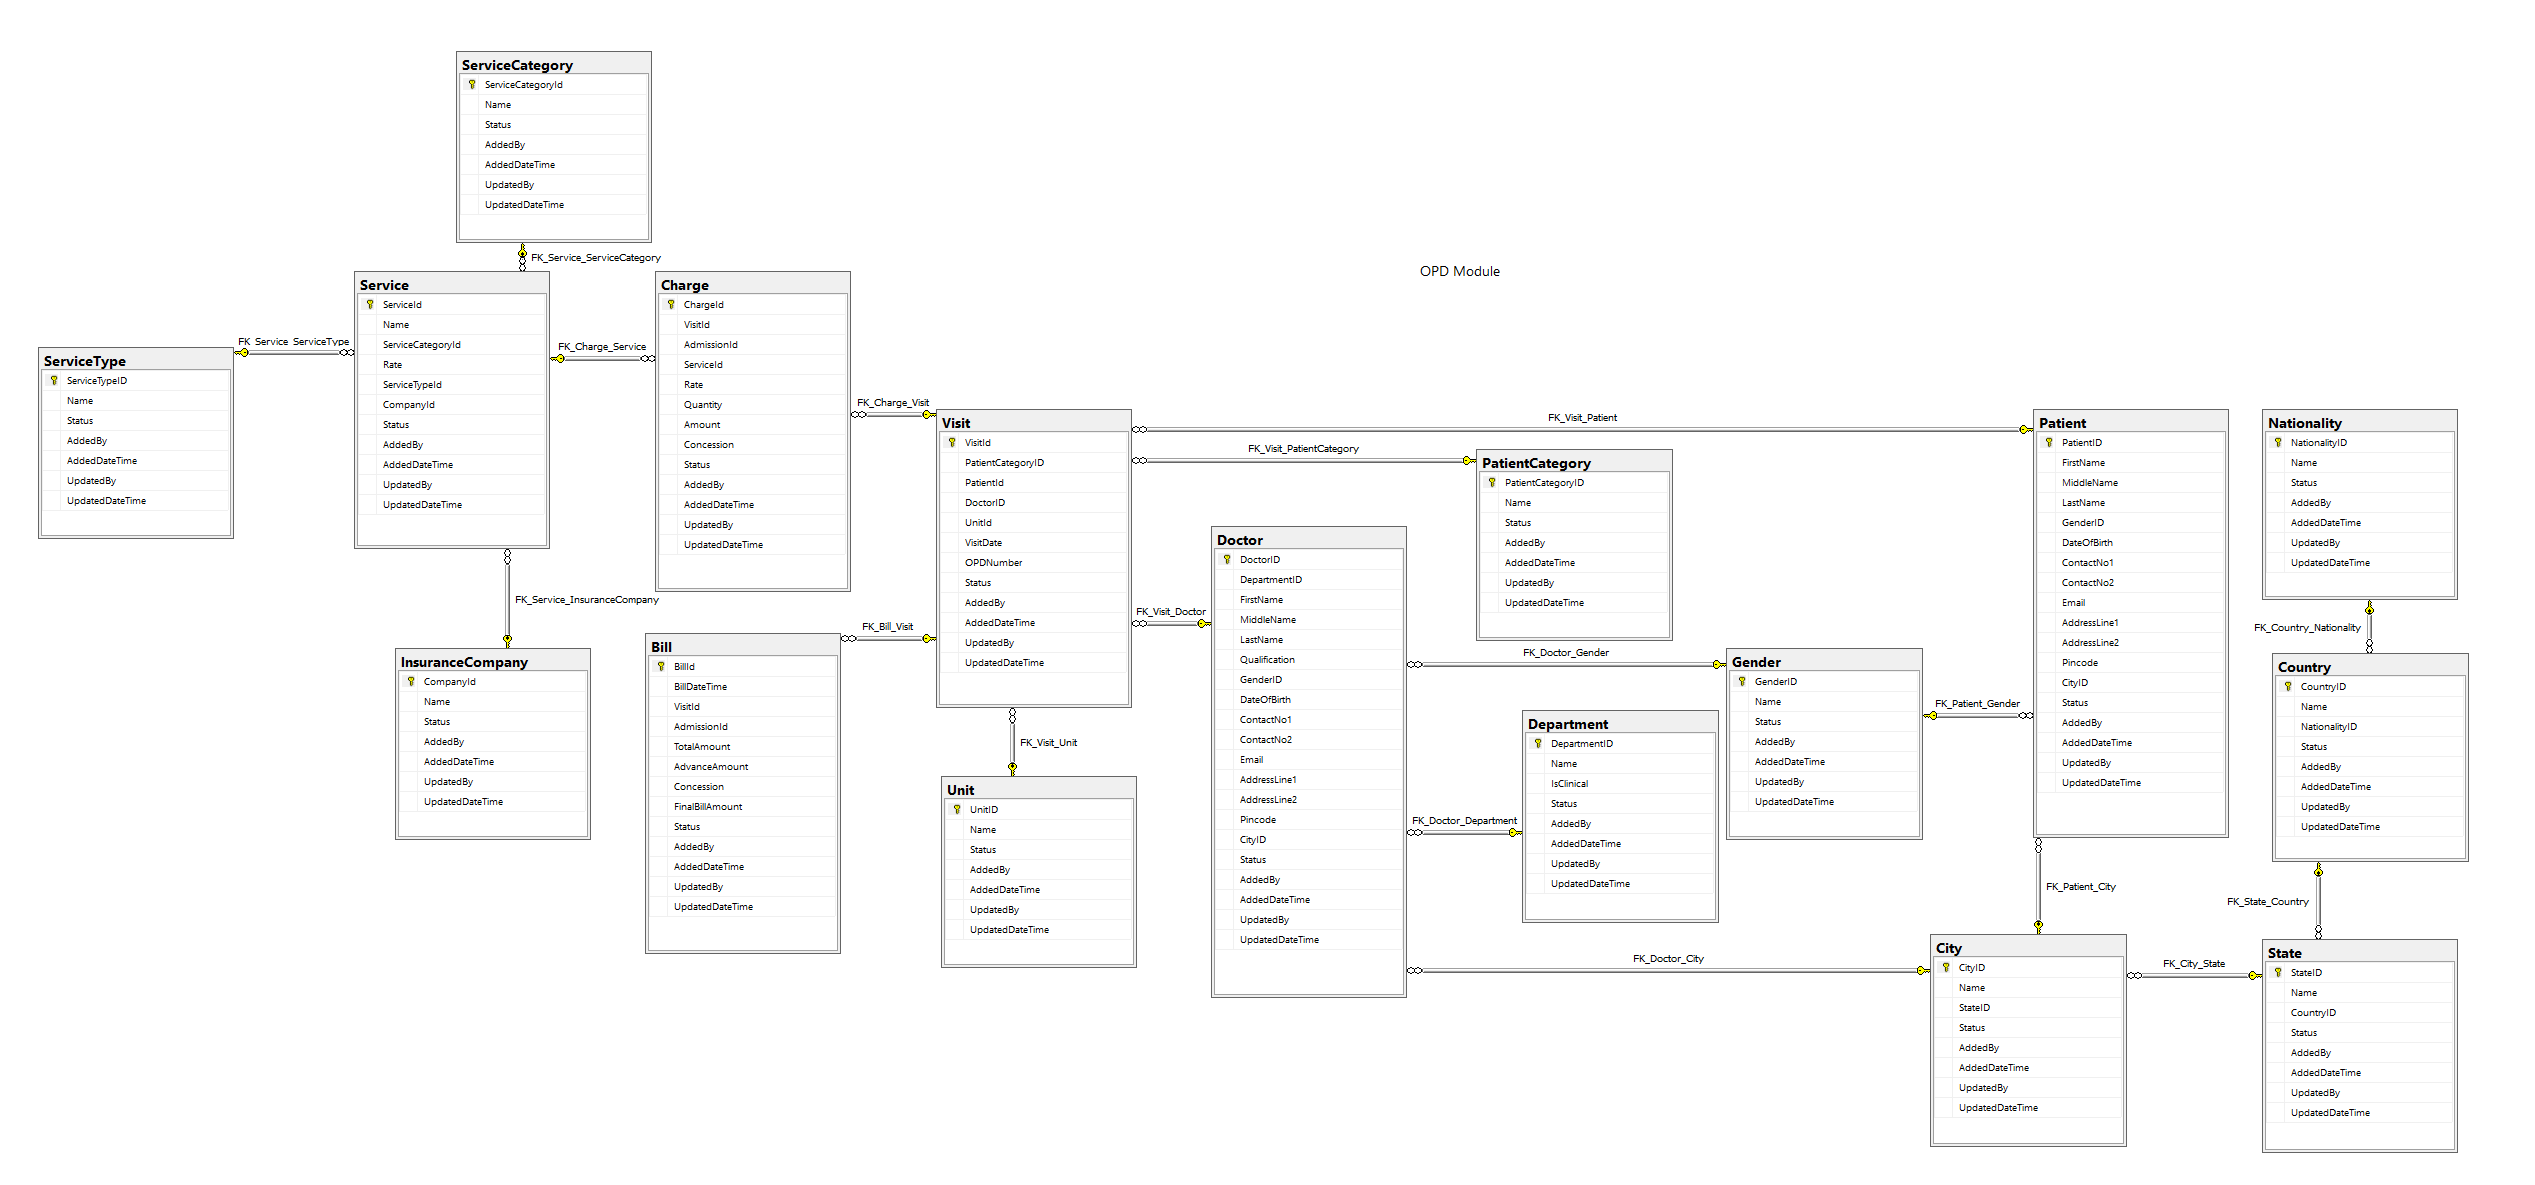 ServiceCategory
ServiceCategoryId
Name
Status
AddedBy
AddedDateTime
UpdatedBy
UpdatedDateTime
FK_Service_ServiceCategory
OPD Module
Service
ServiceId
Name
ServiceCategoryId
Rate
ServiceTypeId
CompanyId
Status
AddedBy
AddedDateTime
UpdatedBy
UpdatedDateTime
Charge
ChargeId
VisitId
AdmissionId
ServiceId
Rate
Quantity
Amount
Concession
Status
AddedBy
AddedDateTime
UpdatedBy
UpdatedDateTime
FK_Service_ServiceType
FK_Charge_Service
ServiceType
ServiceTypeID
Name
Status
AddedBy
AddedDateTime
UpdatedBy
UpdatedDateTime
FK_Charge_Visit
Visit
VisitId
PatientCategoryID
PatientId
DoctorID
UnitId
VisitDate
OPDNumber
Status
AddedBy
AddedDateTime
UpdatedBy
UpdatedDateTime
FK_Visit_Patient
FK_Visit_PatientCategory
PatientCategory
PatientCategoryID
Name
Status
AddedBy
AddedDateTime
UpdatedBy
UpdatedDateTime
Patient
PatientID
FirstName
MiddleName
LastName
GenderID
DateOfBirth
ContactNo1
ContactNo2
Email
AddressLine1
AddressLine2
Pincode
CityID
Status
AddedBy
AddedDateTime
UpdatedBy
UpdatedDateTime
Nationality
NationalityID
Name
Status
AddedBy
AddedDateTime
UpdatedBy
UpdatedDateTime
FK_Country_Nationality
Doctor
DoctorID
DepartmentID
FirstName
MiddleName
LastName
Qualification
GenderID
DateOfBirth
ContactNo1
ContactNo2
Email
AddressLine1
AddressLine2
Pincode
CityID
Status
AddedBy
AddedDateTime
UpdatedBy
UpdatedDateTime
FK_Service_InsuranceCompany
FK_Bill_Visit
FK_Visit_Doctor
FK_Doctor_Gender
InsuranceCompany
CompanyId
Name
Status
AddedBy
AddedDateTime
UpdatedBy
UpdatedDateTime
Bill
BillId
BillDateTime
VisitId
AdmissionId
TotalAmount
AdvanceAmount
Concession
FinalBillAmount
Status
AddedBy
AddedDateTime
UpdatedBy
UpdatedDateTime
FK_Visit_Unit
Unit
UnitID
Name
Status
AddedBy
AddedDateTime
UpdatedBy
UpdatedDateTime
Gender
GenderID
Name
Status
AddedBy
AddedDateTime
UpdatedBy
UpdatedDateTime
FK_Patient_Gender
Department
DepartmentID
Name
IsClinical
Status
AddedBy
AddedDateTime
UpdatedBy
UpdatedDateTime
FK_Doctor_Department
Country
CountryID
Name
NationalityID
Status
AddedBy
AddedDateTime
UpdatedBy
UpdatedDateTime
FK_Patient_City
FK_State_Country
FK_Doctor_City
City
CityID
Name
StateID
Status
AddedBy
AddedDateTime
UpdatedBy
UpdatedDateTime
FK_City_State
State
StateID
Name
CountryID
Status
AddedBy
AddedDateTime
UpdatedBy
UpdatedDateTime